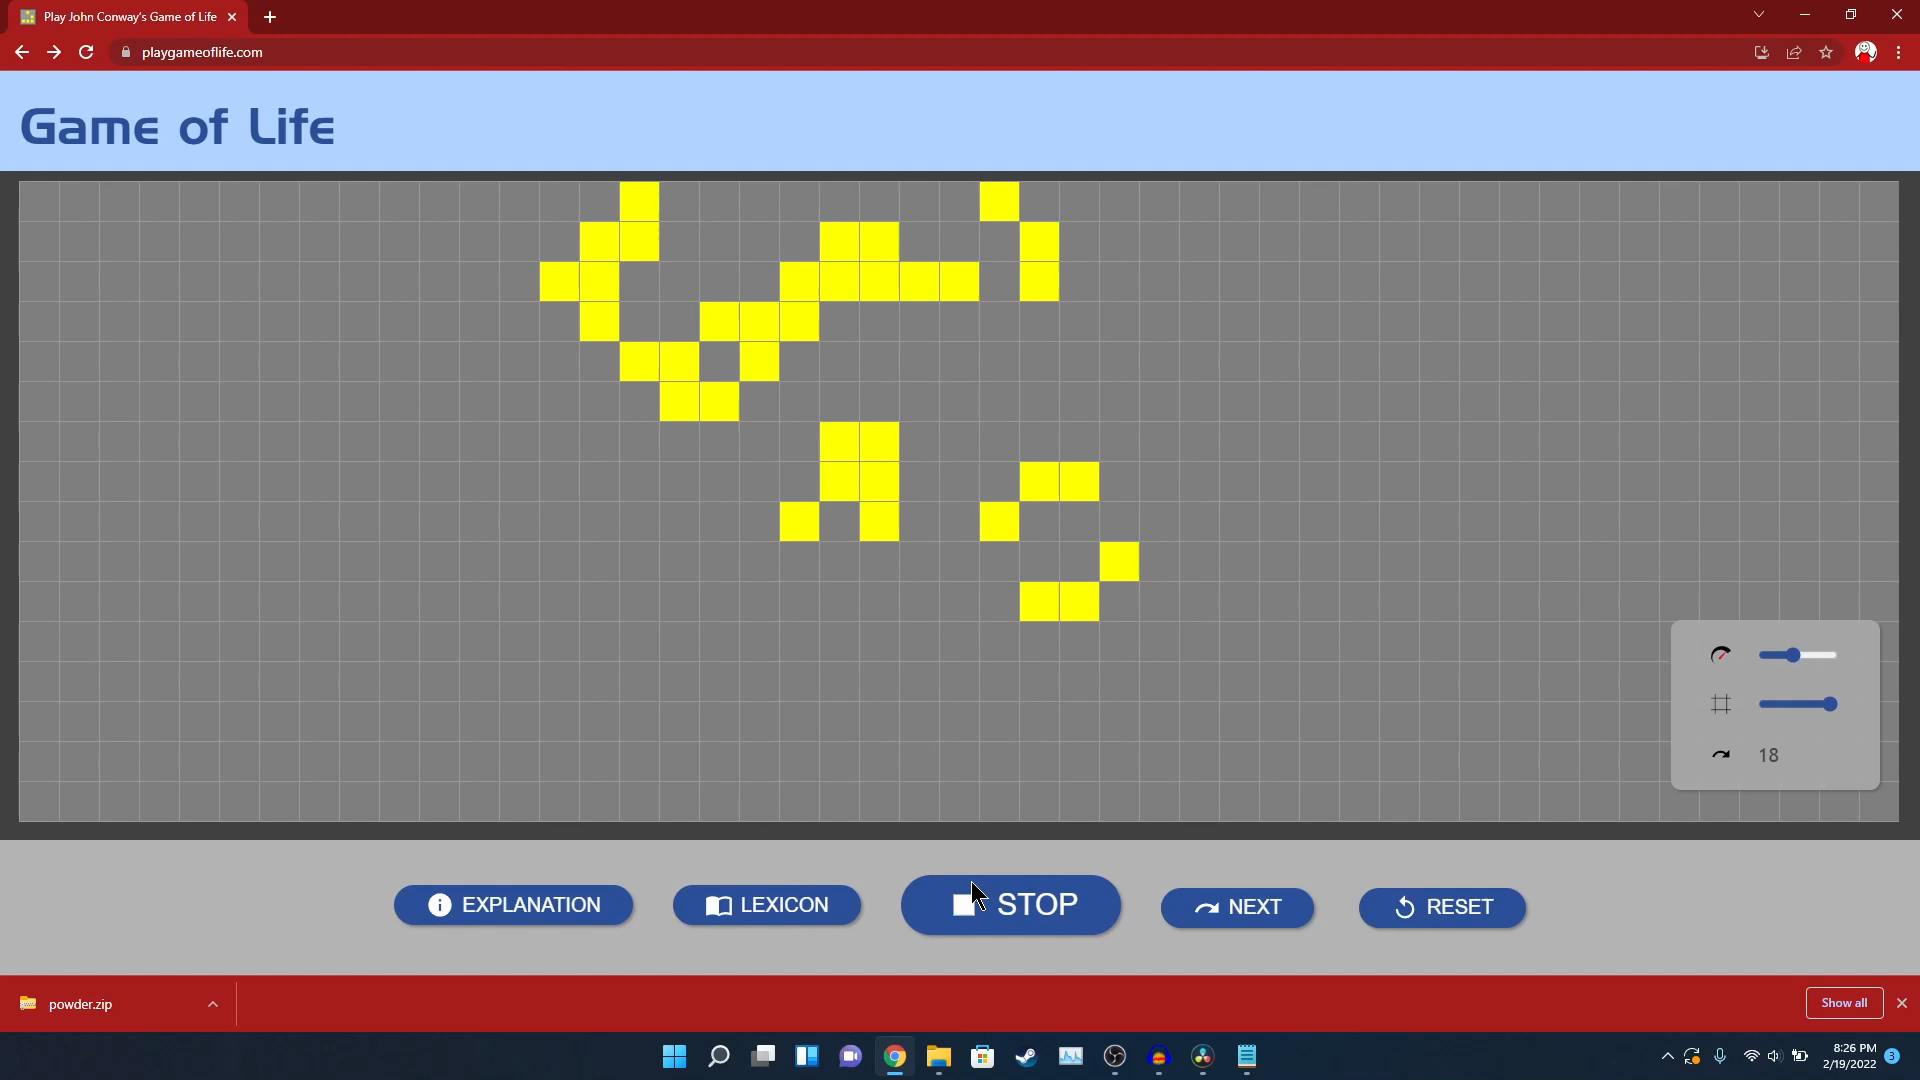 Play John Conway's Game of Life
playgameoflife.com
Game of Life
18
EXPLANATION
LEXICON
STOP
NEXT
RESET
powder.zip
Show all
8:26 PM
2/19/2022
3